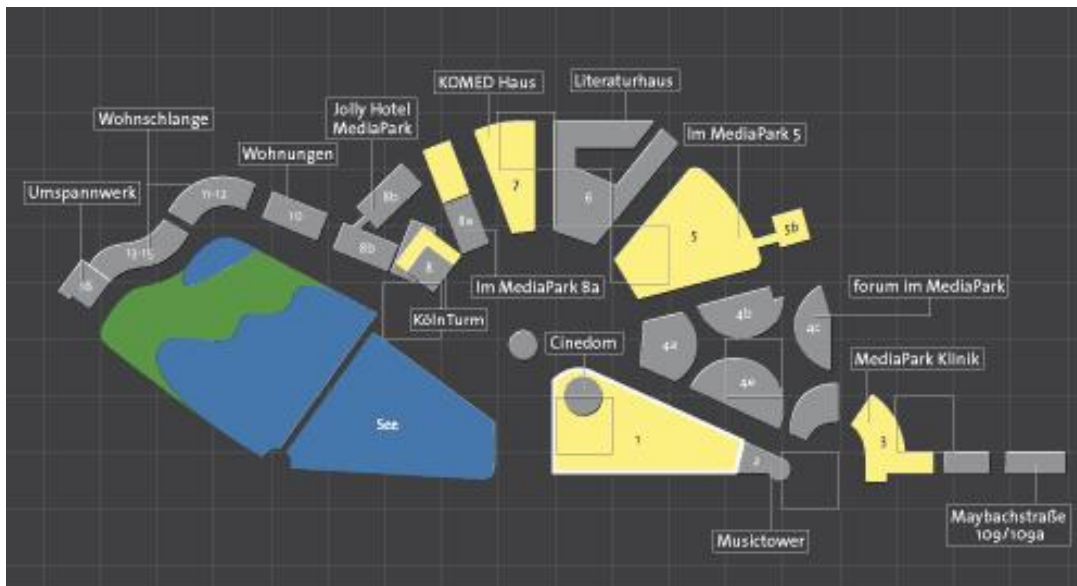 KOMED Haus
Literaturhaus
Jolly Hotel
MediaPark
Wohnschlange
Im MediaPark 5
Wohnungen
Umspannwerk
11-12
10
8b
8a
7
6
5
5b
13-15
16
8b
8
Im MediaPark 8a
forum im MediaPark
KölnTurm
4b
4c
4a
Cinedom
MediaPark Klinik
4e
See
1
2
3
Musictower
Maybachstraße
109/109a